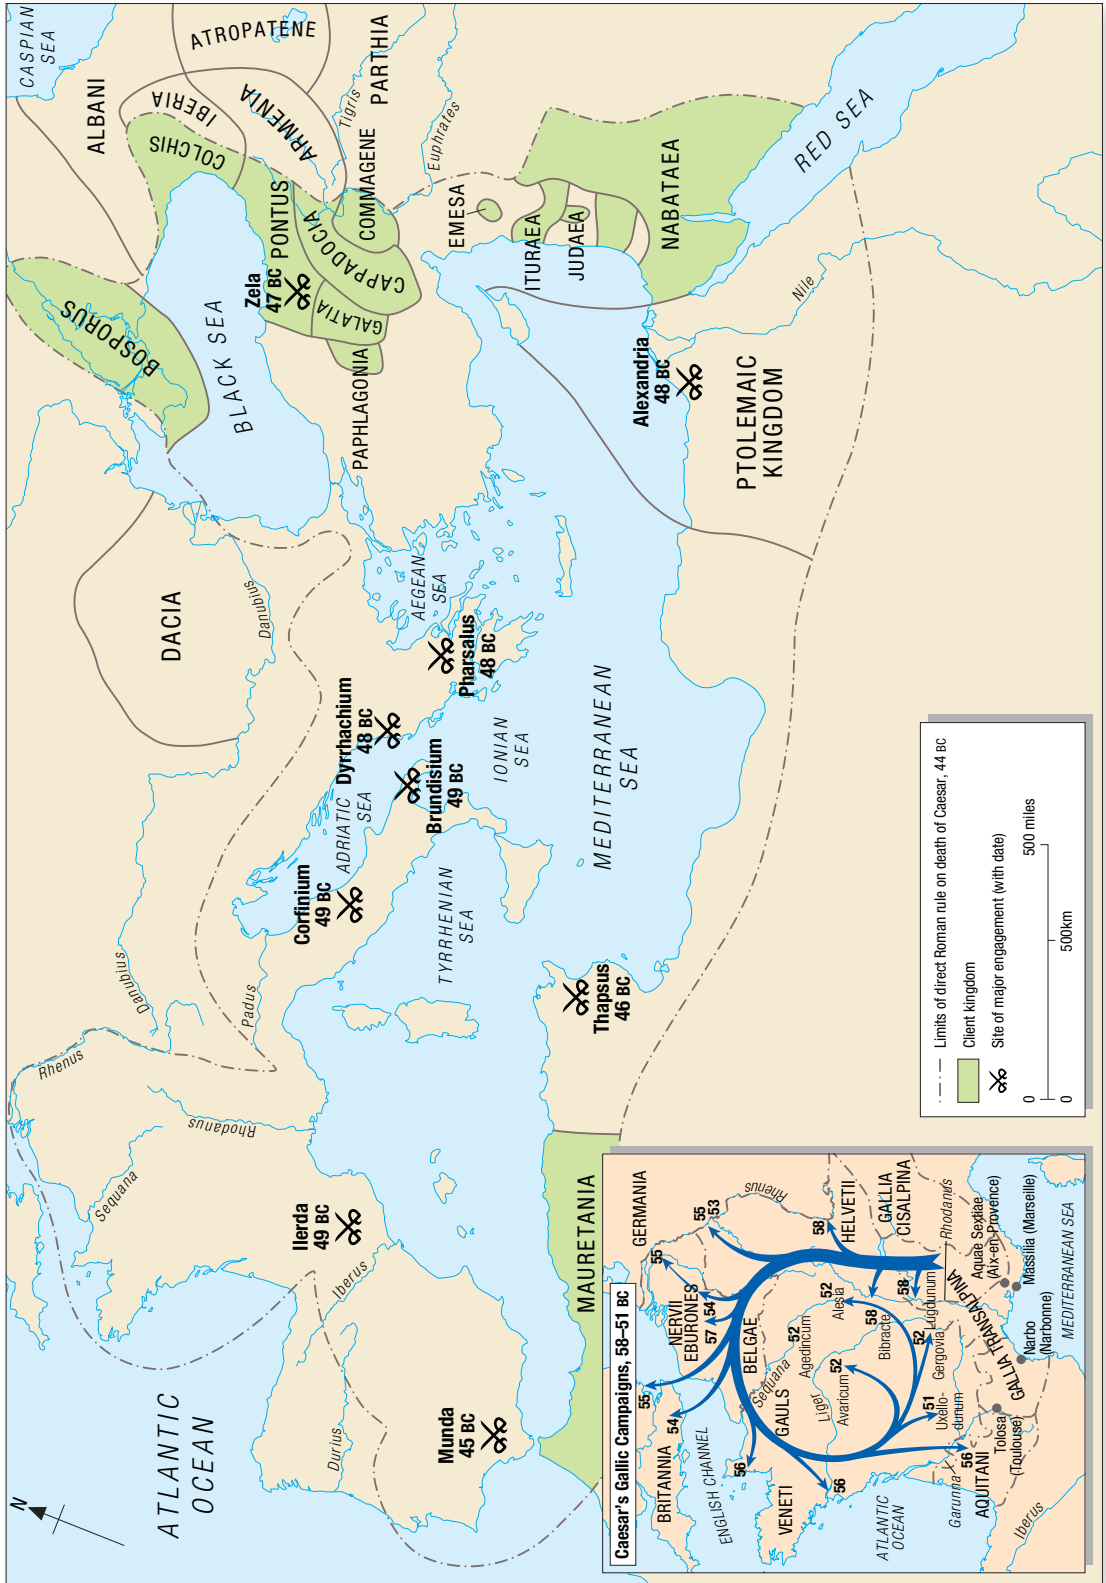 N
ATLANTIC
OCEAN
Durius
Iberus
Ilerda
49 BC
Munda
45 BC
Sequana
Rhodanus
Rhenus
Danubius
Padus
Corfinium
49 BC
ADRIATIC
SEA
Dyrrhachium
48 BC
Brundisium
49 BC
TYRRHENIAN
SEA
IONIAN
SEA
Pharsalus
48 BC
AEGEAN
SEA
DACIA
Danubius
BLACK SEA
BOSPORUS
CASPIAN
SEA
ALBANI
ATROPATENE
IBERIA
COLCHIS
ARMENIA
PARTHIA
Tigris
Euphrates
Zela
47 BC
PONTUS
CAPPADOCIA
COMMAGENE
GALATIA
PAPHLAGONIA
EMESA
ITURAEA
JUDAEA
NABATAEA
RED SEA
Nile
Alexandria
48 BC
PTOLEMAIC
KINGDOM
MEDITERRANEAN
SEA
Thapsus
46 BC
MAURETANIA
Caesar's Gallic Campaigns, 58–51 BC
BRITANNIA
ENGLISH CHANNEL
VENETI
ATLANTIC
OCEAN
GERMANIA
NERVII
EBURONES
BELGAE
GAULS
Sequana
Liger
Agedincum
52
Avaricum
52
Alesia
52
Bibracte
58
Gergovia
52
Lugdunum
58
Uxello-
dunum
51
HELVETII
58
GALLIA
CISALPINA
Rhenus
Rhodanus
GALLIA TRANSALPINA
Aquae Sextiae
(Aix-en-Provence)
Massilia (Marseille)
Narbo
(Narbonne)
MEDITERRANEAN SEA
Tolosa
(Toulouse)
AQUITANI
Garunna
Iberus
55
54
56
56
56
57
54
55
55
53
Limits of direct Roman rule on death of Caesar, 44 BC
Client kingdom
Site of major engagement (with date)
0
500 miles
0
500km